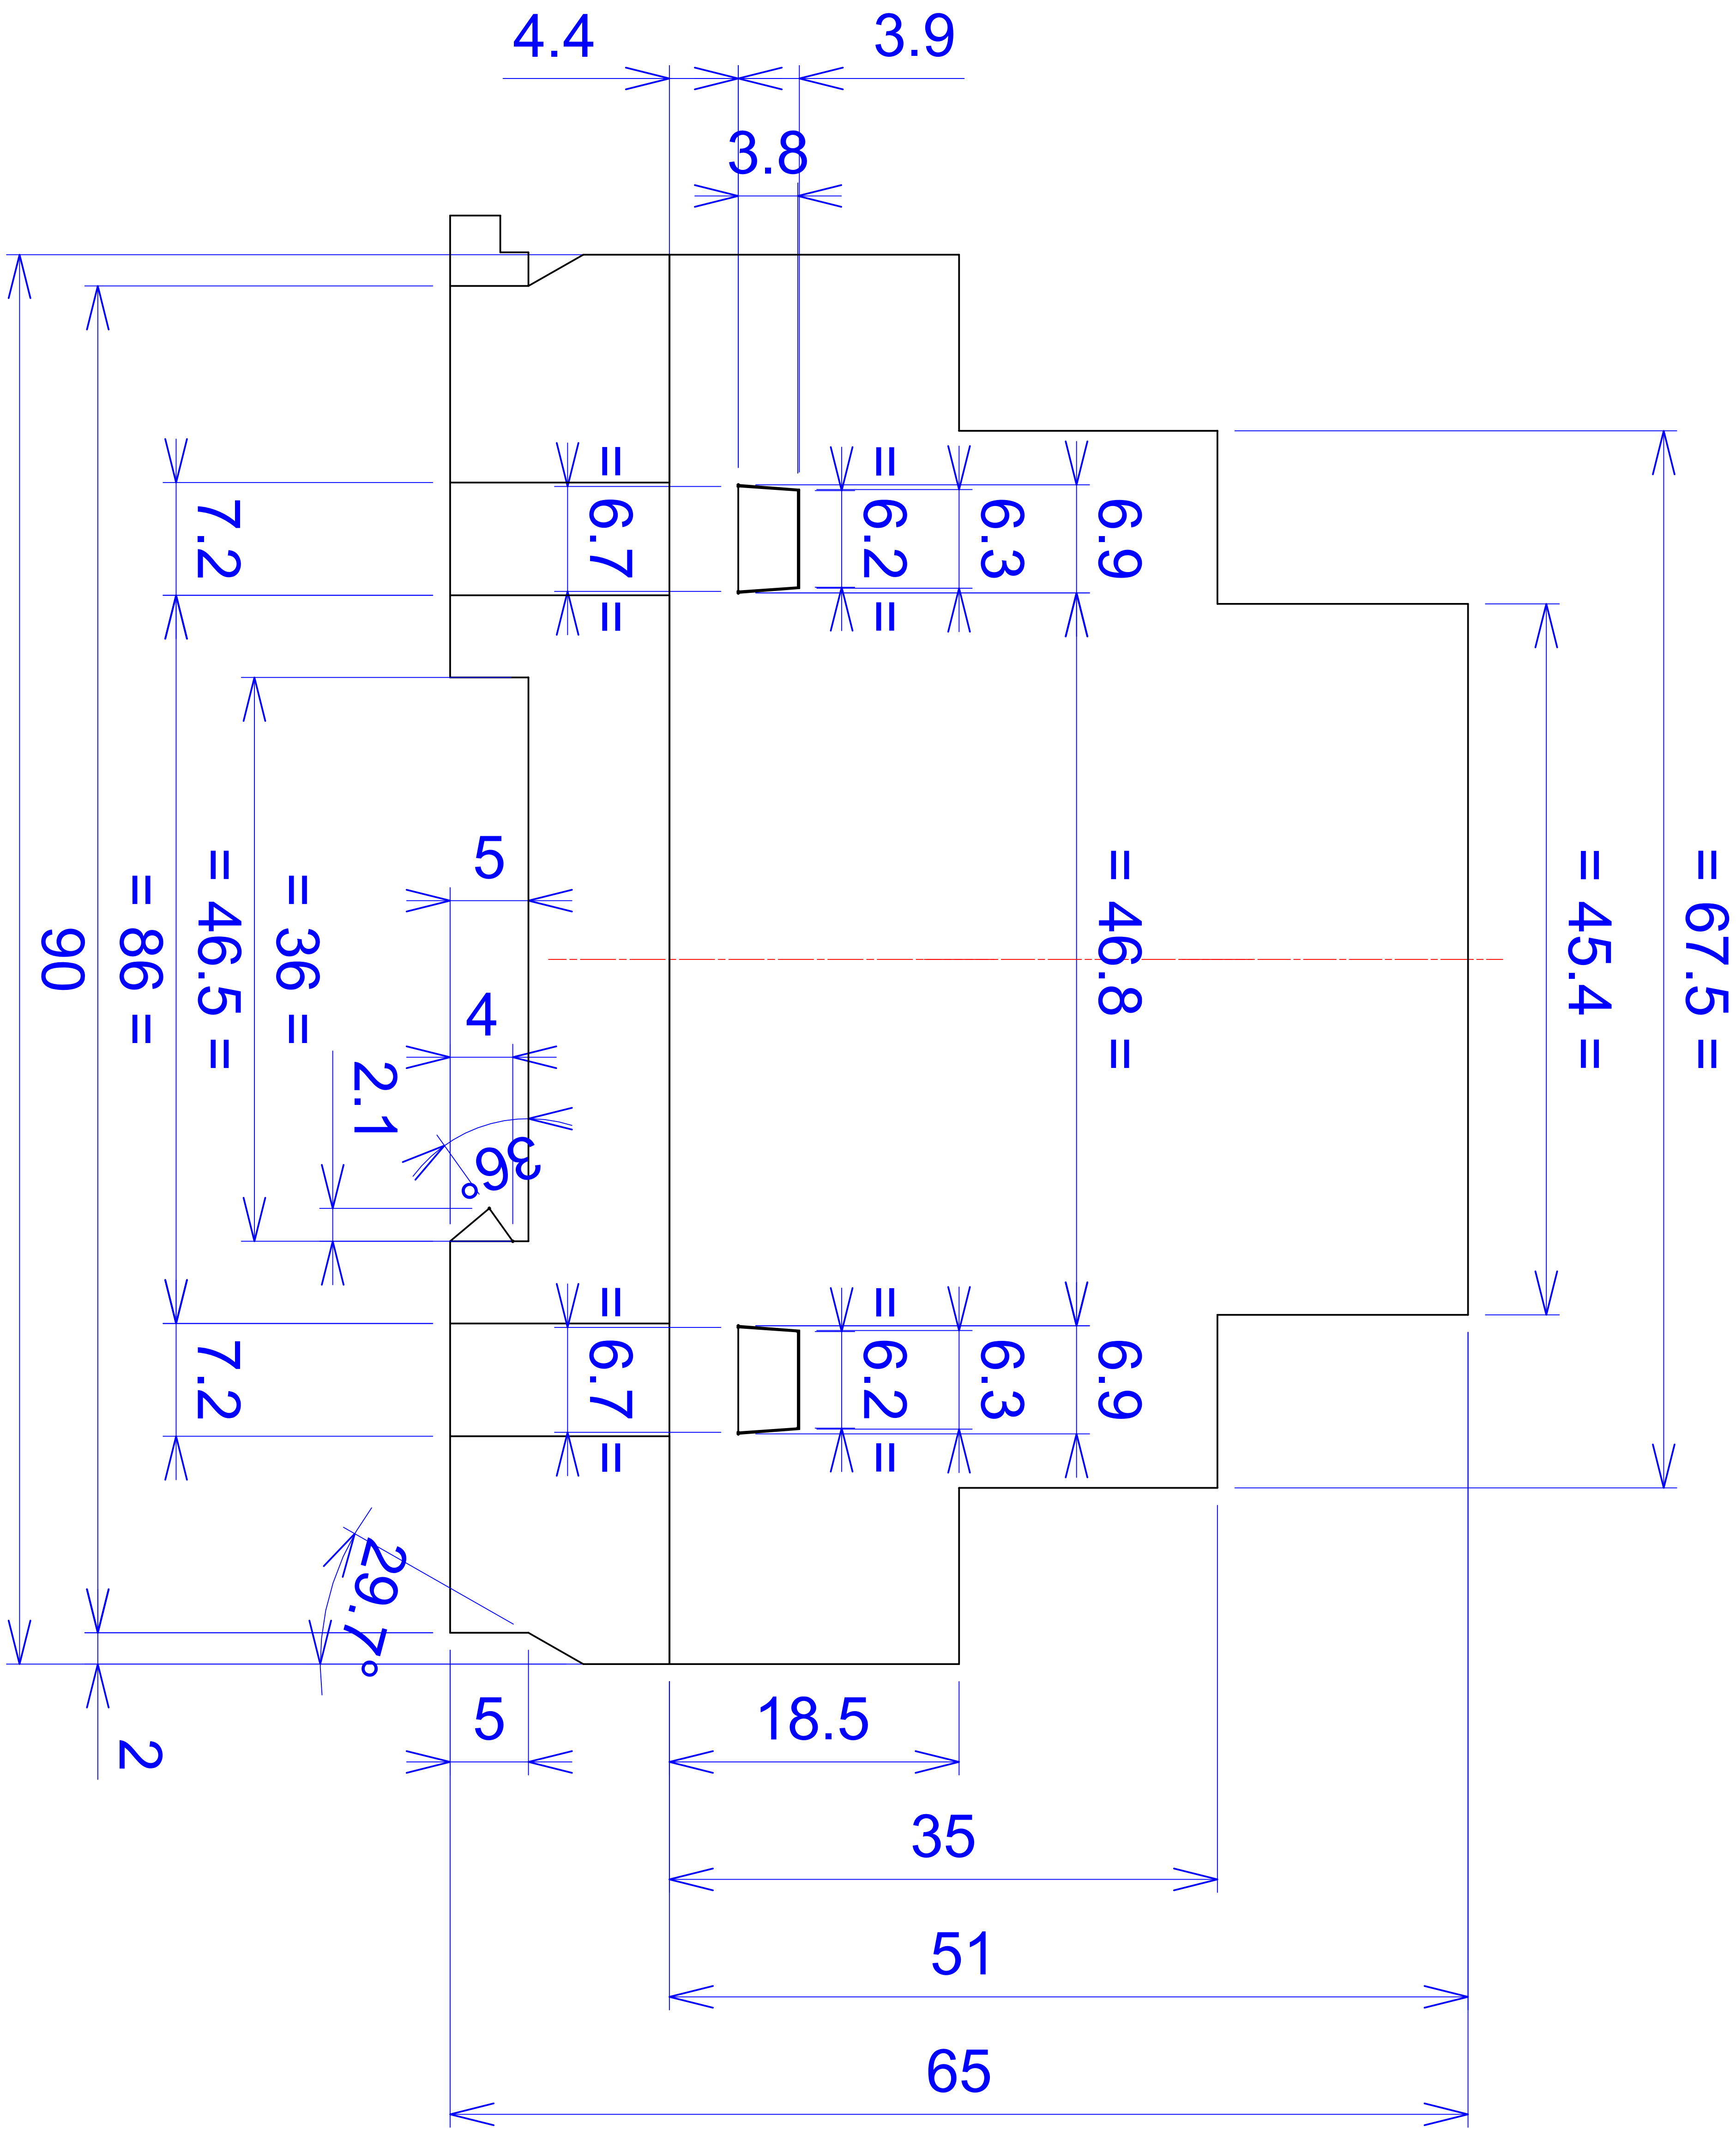 4.4
3.9
3.8
= 6.7 =
= 6.2 =
6.3
6.9
7.2
5
90
= 86 =
= 46.5 =
= 36 =
= 46.8 =
= 45.4 =
= 67.5 =
4
2.1
36°
7.2
= 6.7 =
= 6.2 =
6.3
6.9
29.7°
2
5
18.5
35
51
65